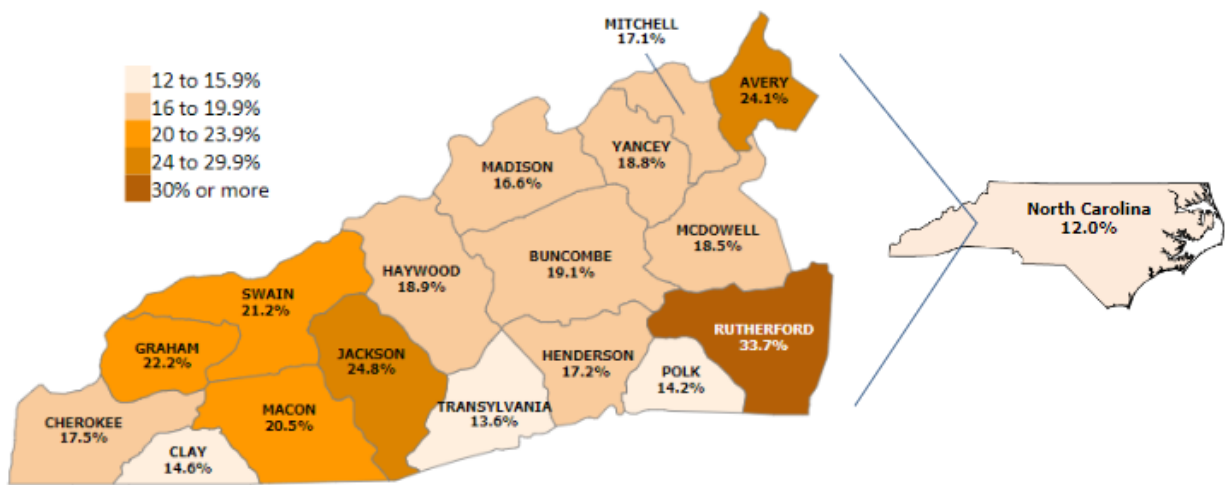 MITCHELL
17.1%
12 to 15.9%
16 to 19.9%
20 to 23.9%
24 to 29.9%
30% or more
AVERY
24.1%
YANCEY
18.8%
MADISON
16.6%
North Carolina
12.0%
MCDOWELL
18.5%
BUNCOMBE
19.1%
HAYWOOD
18.9%
SWAIN
21.2%
RUTHERFORD
33.7%
GRAHAM
22.2%
JACKSON
24.8%
HENDERSON
17.2%
POLK
14.2%
TRANSYLVANIA
13.6%
MACON
20.5%
CHEROKEE
17.5%
CLAY
14.6%